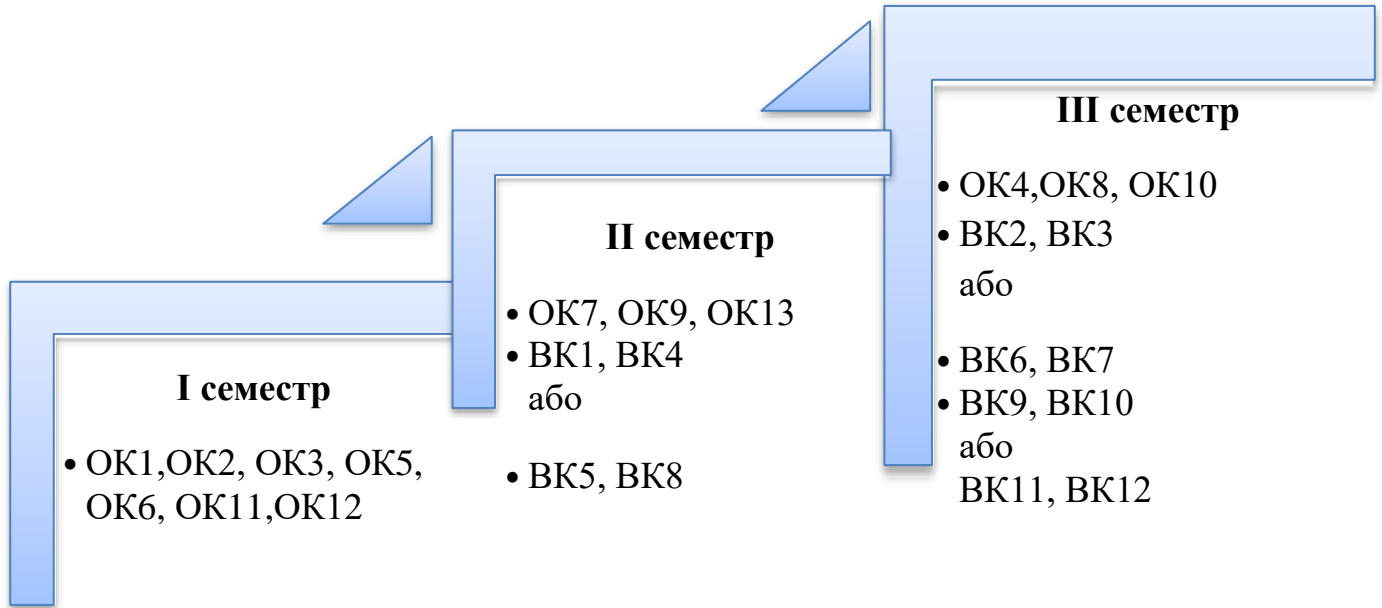 I семестр
• ОК1,ОК2, ОК3, ОК5,
ОК6, ОК11,ОК12
II семестр
• ОК7, ОК9, ОК13
• ВК1, ВК4
або
• ВК5, ВК8
III семестр
• ОК4,ОК8, ОК10
• ВК2, ВК3
або
• ВК6, ВК7
• ВК9, ВК10
або
ВК11, ВК12